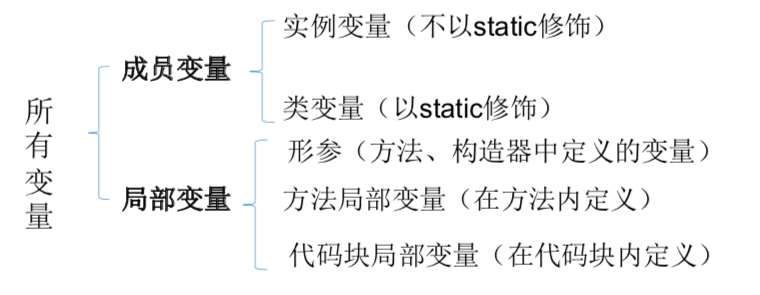 所有变量
成员变量
实例变量（不以static修饰）
类变量（以static修饰）
局部变量
形参（方法、构造器中定义的变量）
方法局部变量（在方法内定义）
代码块局部变量（在代码块内定义）